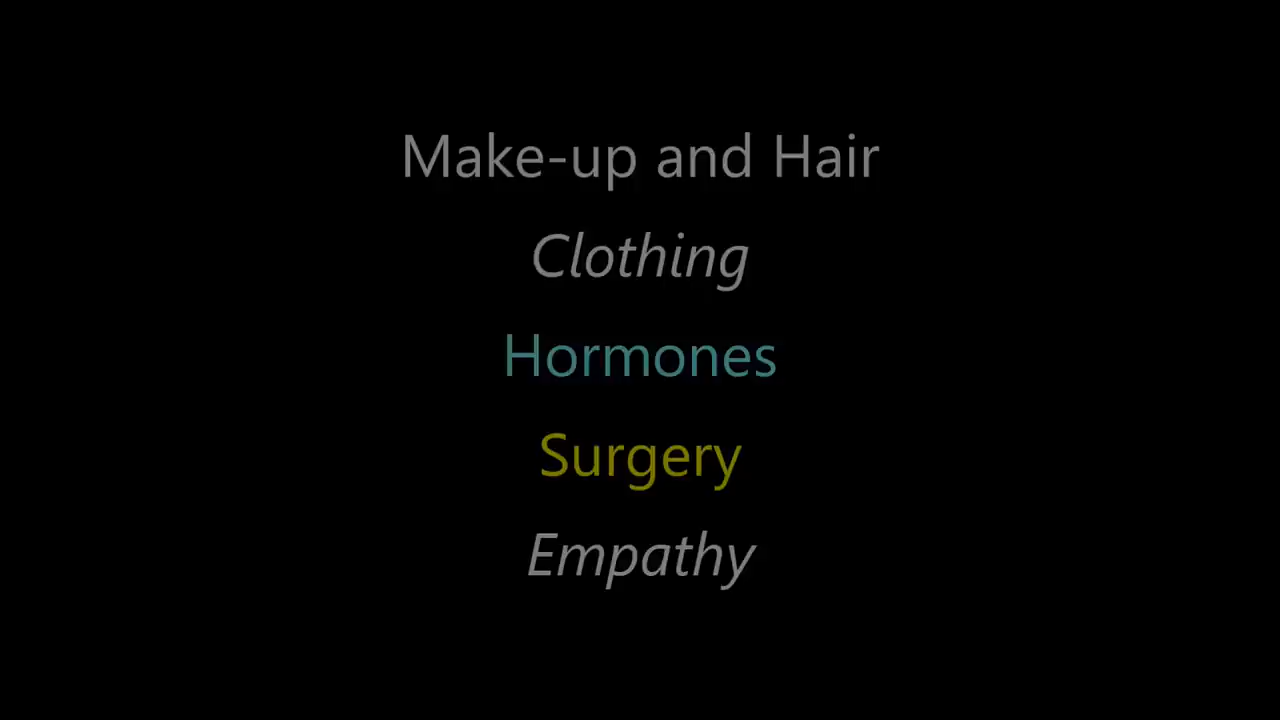 Make-up and Hair
Clothing
Hormones
Surgery
Empathy